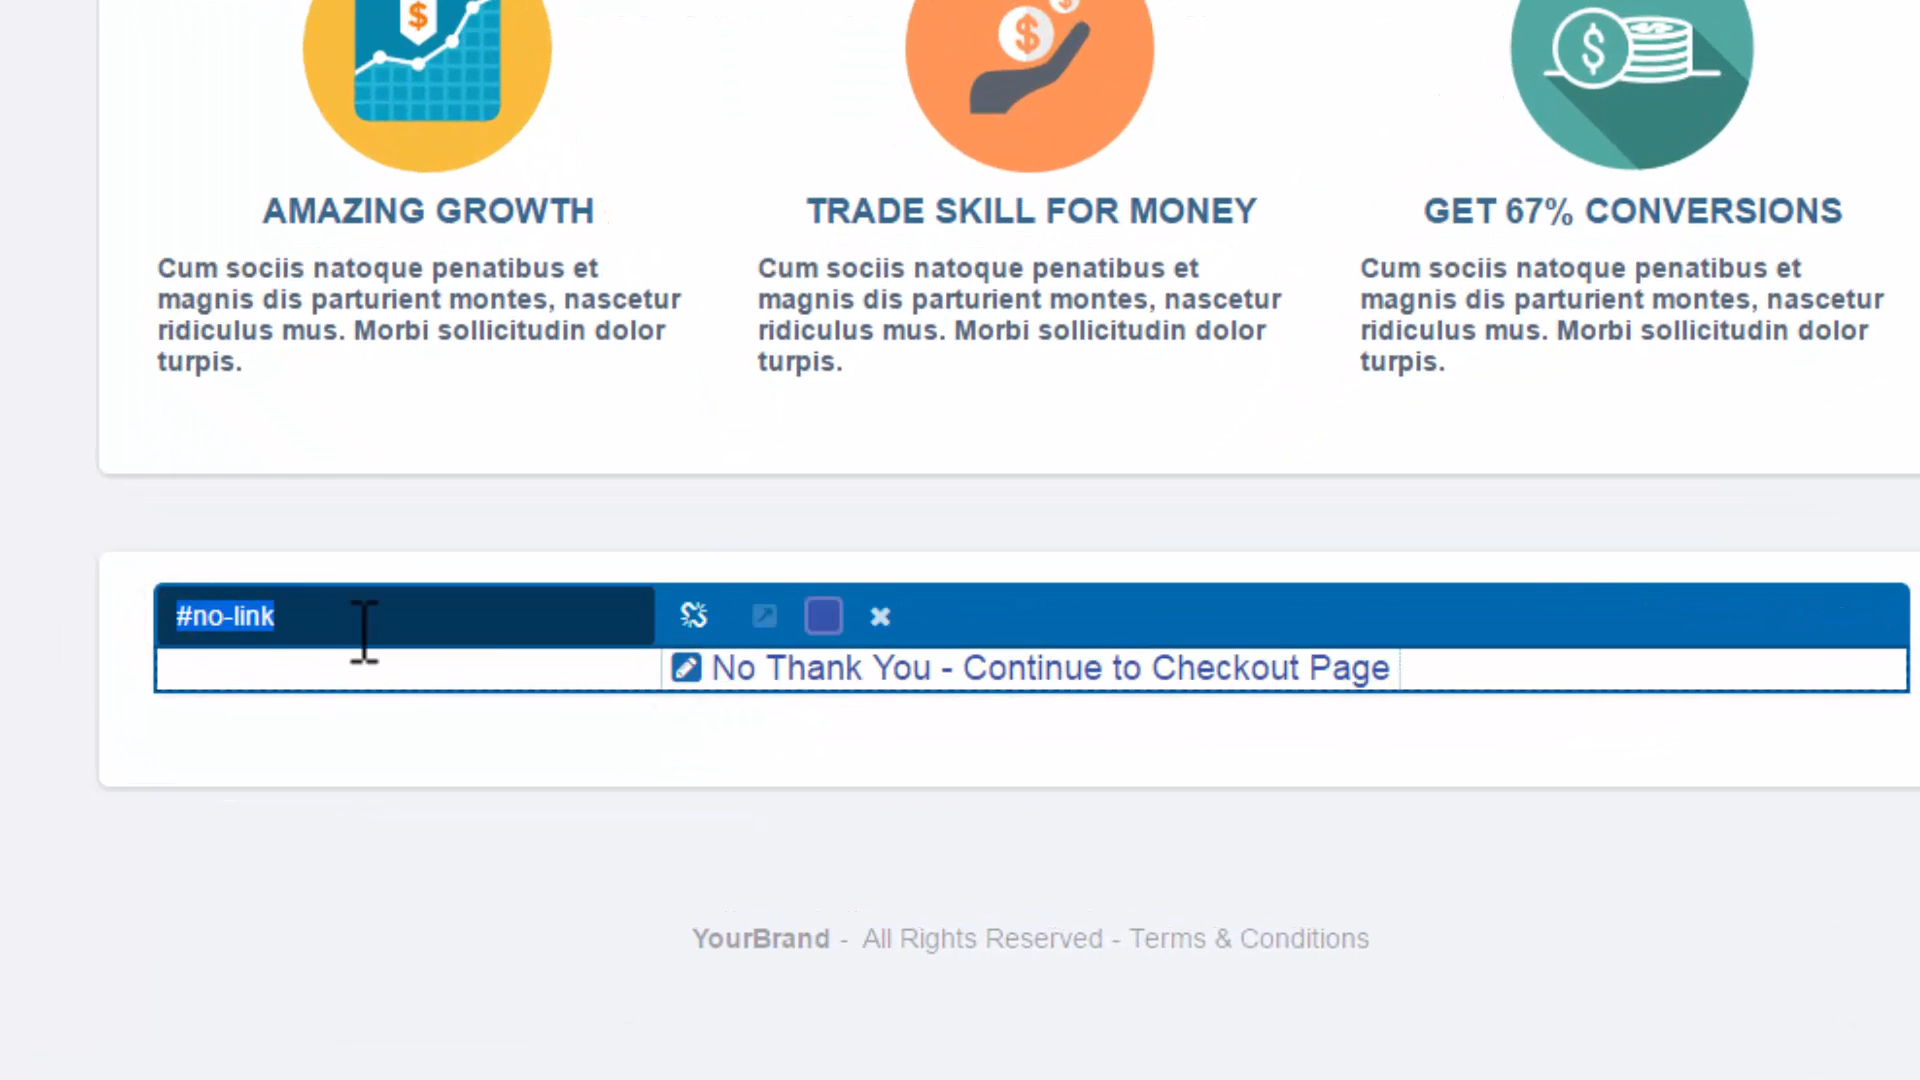 $
$
$
AMAZING GROWTH
Cum sociis natoque penatibus et
magnis dis parturient montes, nascetur
ridiculus mus. Morbi sollicitudin dolor
turpis.
TRADE SKILL FOR MONEY
Cum sociis natoque penatibus et
magnis dis parturient montes, nascetur
ridiculus mus. Morbi sollicitudin dolor
turpis.
GET 67% CONVERSIONS
Cum sociis natoque penatibus et
magnis dis parturient montes, nascetur
ridiculus mus. Morbi sollicitudin dolor
turpis.
#no-link
No Thank You - Continue to Checkout Page
YourBrand - All Rights Reserved - Terms & Conditions